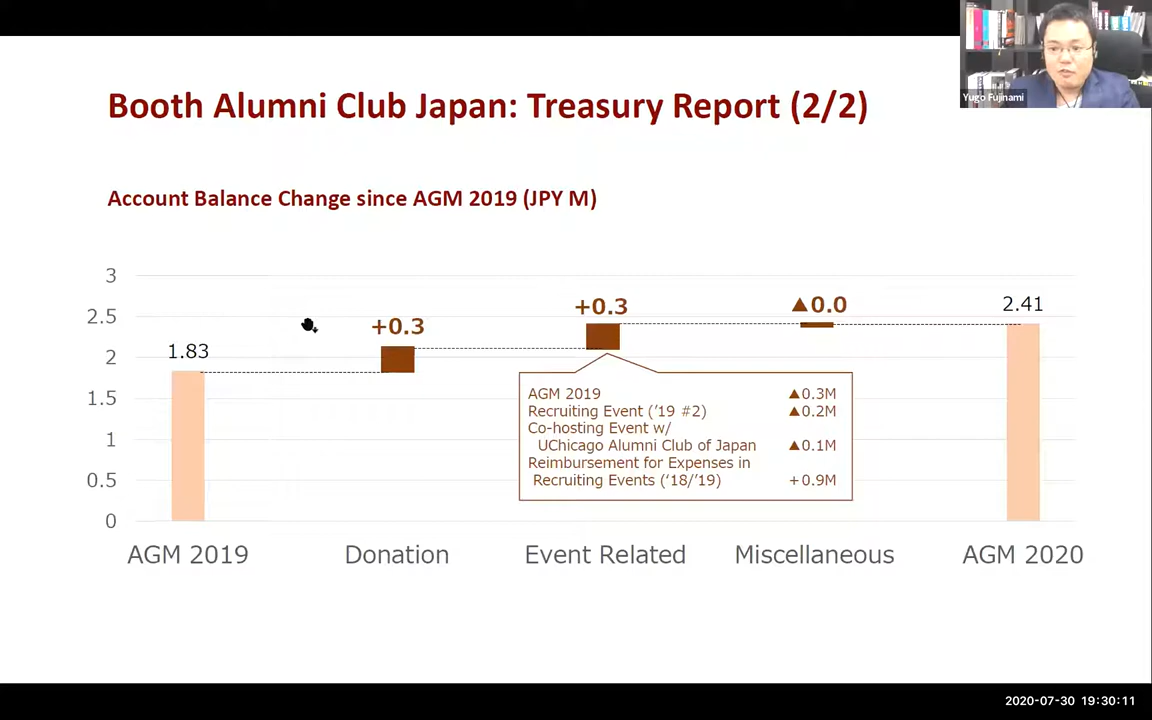 Yugo Fujinami
Booth Alumni Club Japan: Treasury Report (2/2)
Account Balance Change since AGM 2019 (JPY M)
3
2.5
2
1.5
1
0.5
0
1.83
+0.3
+0.3
▲0.0
2.41
AGM 2019 ▲0.3M
Recruiting Event (’19 #2) ▲0.2M
Co-hosting Event w/
UChicago Alumni Club of Japan ▲0.1M
Reimbursement for Expenses in
Recruiting Events (‘18/’19) +0.9M
AGM 2019 Donation Event Related Miscellaneous AGM 2020
2020-07-30 19:30:11